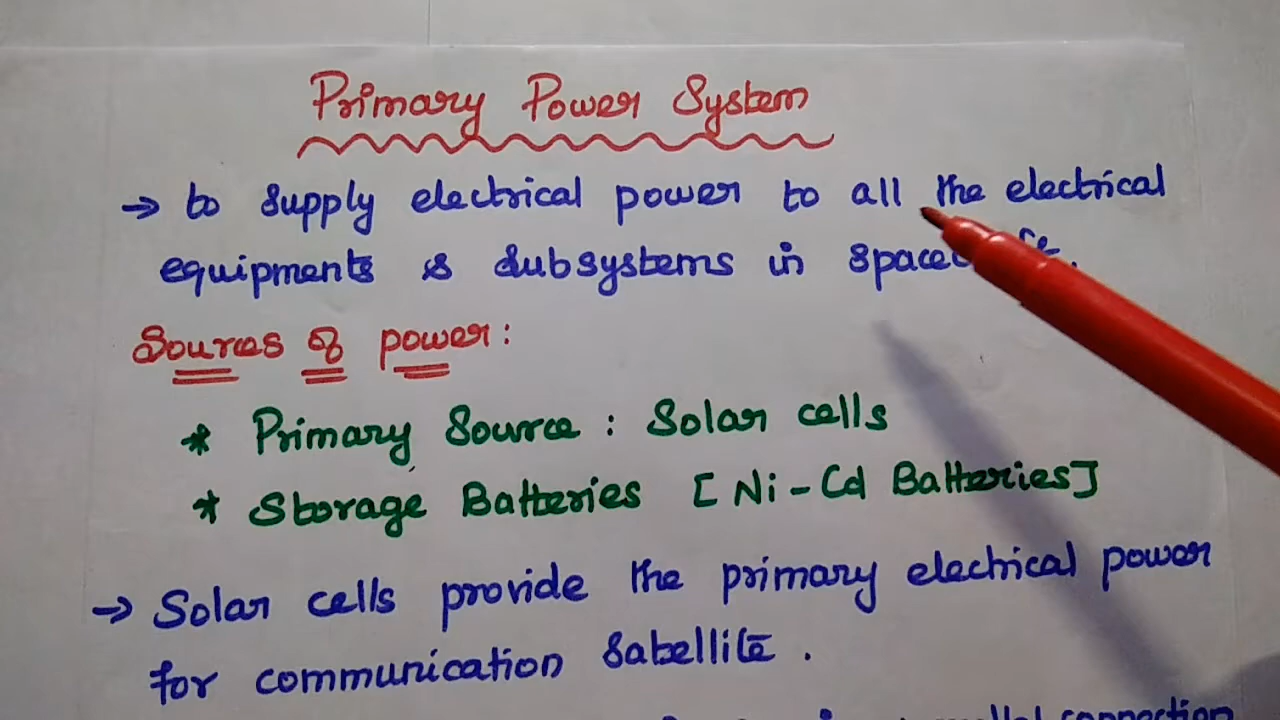 Primary Power System
→ to supply electrical power to all the electrical
equipments & subsystems in
Sources of power:
* Primary Source : Solar cells
* Storage Batteries [Ni-Cd Batteries]
→ Solar cells provide the primary electrical power
for communication Satellite.
connection